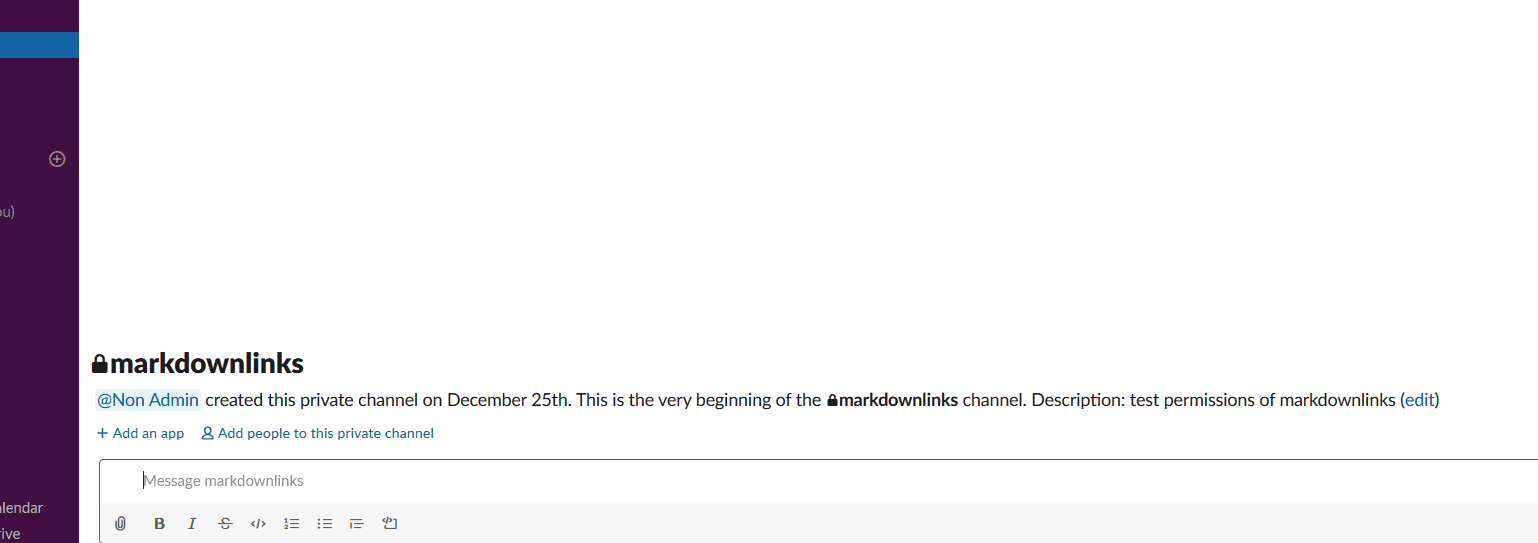 ou)
markdownlinks
@Non Admin created this private channel on December 25th. This is the very beginning of the markdownlinks channel. Description: test permissions of markdownlinks (edit)
+ Add an app Add people to this private channel
Message markdownlinks
alendar
rive
B I S </>